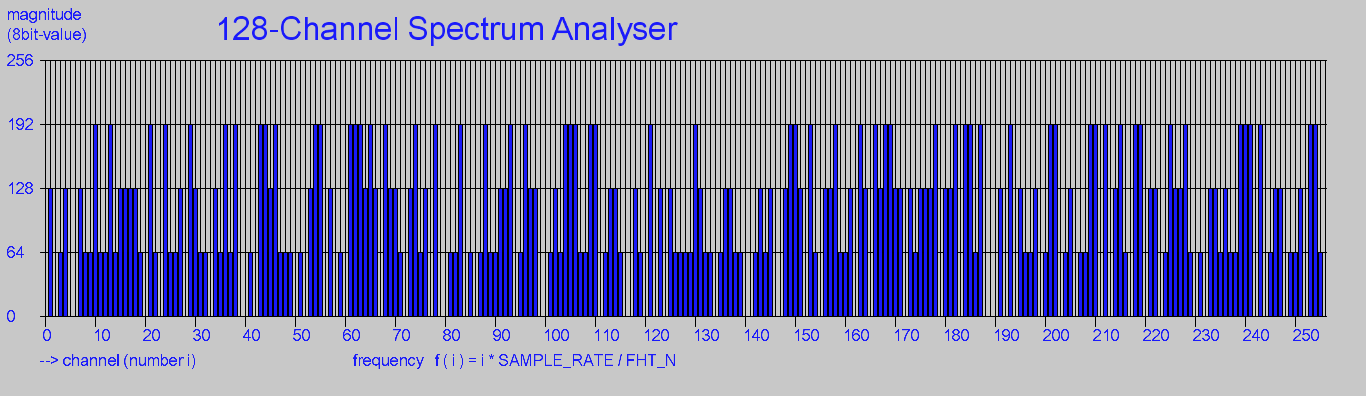 magnitude
(8bit-value)
128-Channel Spectrum Analyser
256
192
128
64
0
0 10 20 30 40 50 60 70 80 90 100 110 120 130 140 150 160 170 180 190 200 210 220 230 240 250
--> channel (number i) frequency f ( i ) = i * SAMPLE_RATE / FHT_N